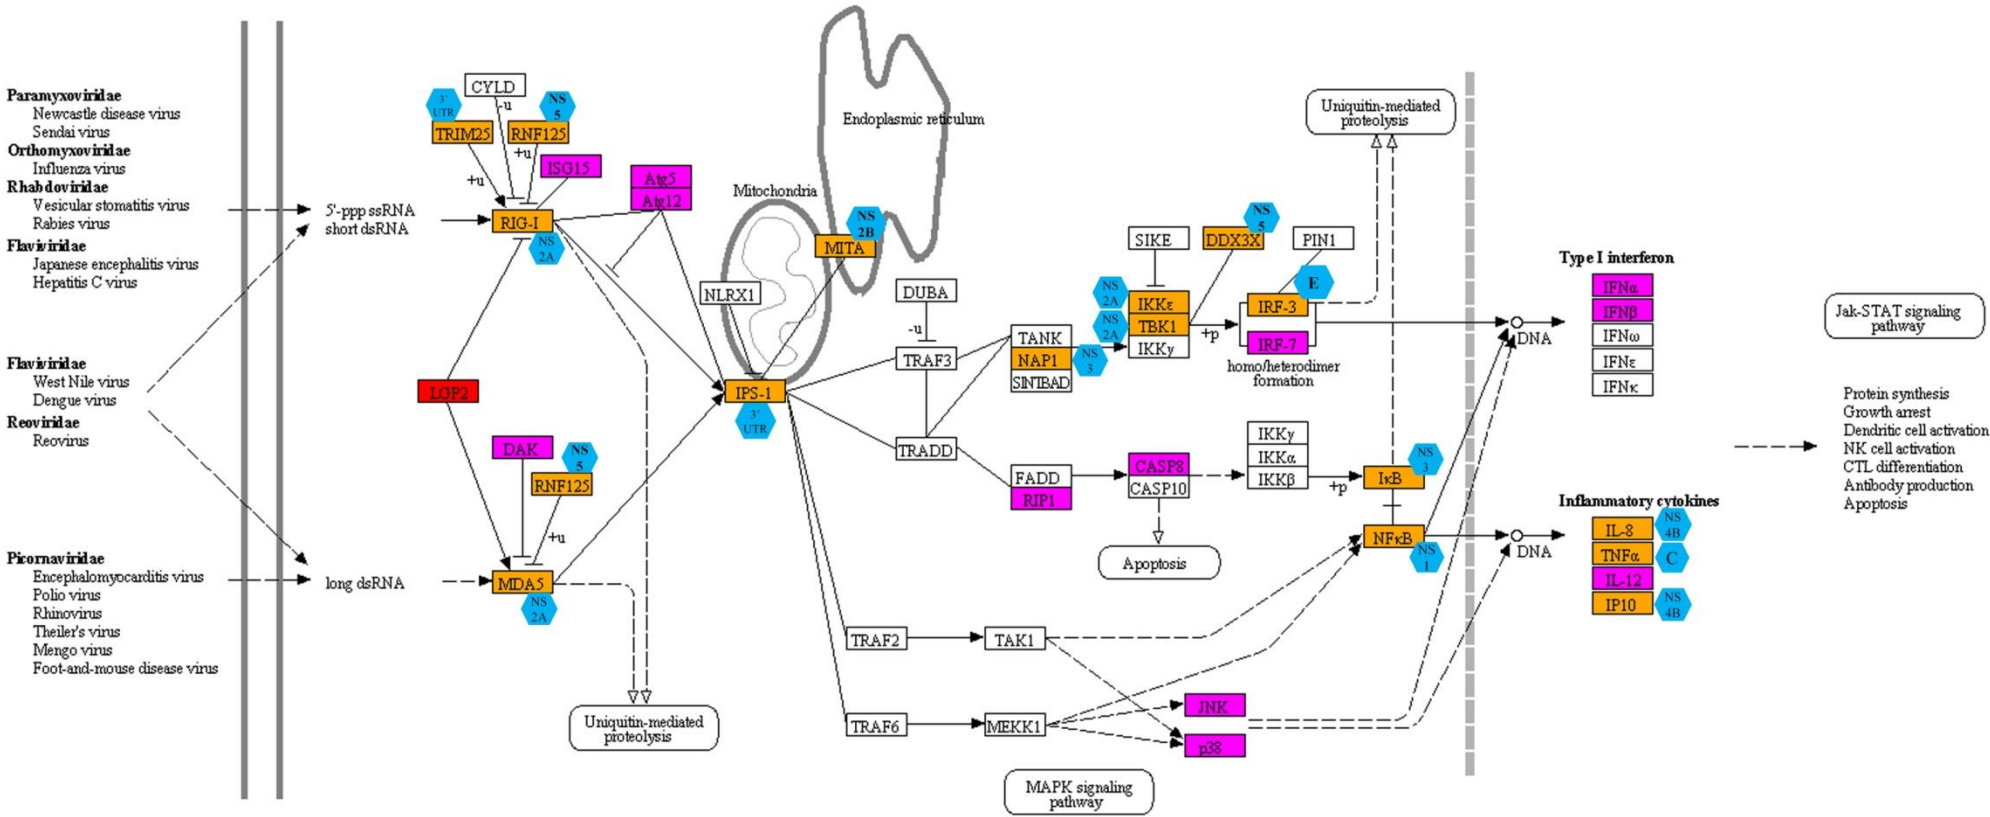 Paramyxoviridae
Newcastle disease virus
Sendai virus
Orthomyxoviridae
Influenza virus
Rhabdoviridae
Vesicular stomatitis virus
Rabies virus
Flaviviridae
Japanese encephalitis virus
Hepatitis C virus
Flaviviridae
West Nile virus
Dengue virus
Reoviridae
Reovirus
Picornaviridae
Encephalomyocarditis virus
Polio virus
Rhinovirus
Theiler's virus
Mengo virus
Foot-and-mouth disease virus
5'-ppp ssRNA
short dsRNA
long dsRNA
CYLD
-u
3'
UTR
TRIM25
+u
NS
5
RNF125
+u
ISG15
RIG-I
NS
2A
Atg5
Atg12
LGP2
DAK
NS
5
RNF125
+u
MDA5
NS
2A
Uniquitin-mediated
proteolysis
Mitochondria
Endoplasmic reticulum
NS
2B
MITA
NLRX1
IPS-1
3'
UTR
DUBA
-u
TRAF3
TRADD
TANK
NAP1
SINTBAD
NS
3
FADD
RIP1
TRAF2
TAK1
TRAF6
MEKK1
MAPK signaling
pathway
SIKE
NS
2A
NS
2A
IKKε
TBK1
IKKγ
NS
5
DDX3X
+p
PIN1
E
IRF-3
IRF-7
homo/heterodimer
formation
CASP8
CASP10
Apoptosis
IKKγ
IKKα
IKKβ
+p
IκB
NS
3
NFκB
NS
1
JNK
p38
Uniquitin-mediated
proteolysis
DNA
DNA
Type I interferon
IFNα
IFNβ
IFNω
IFNε
IFNκ
Inflammatory cytokines
IL-8
NS
4B
TNFα
C
IL-12
IP10
NS
4B
Jak-STAT signaling
pathway
Protein synthesis
Growth arrest
Dendritic cell activation
NK cell activation
CTL differentiation
Antibody production
Apoptosis